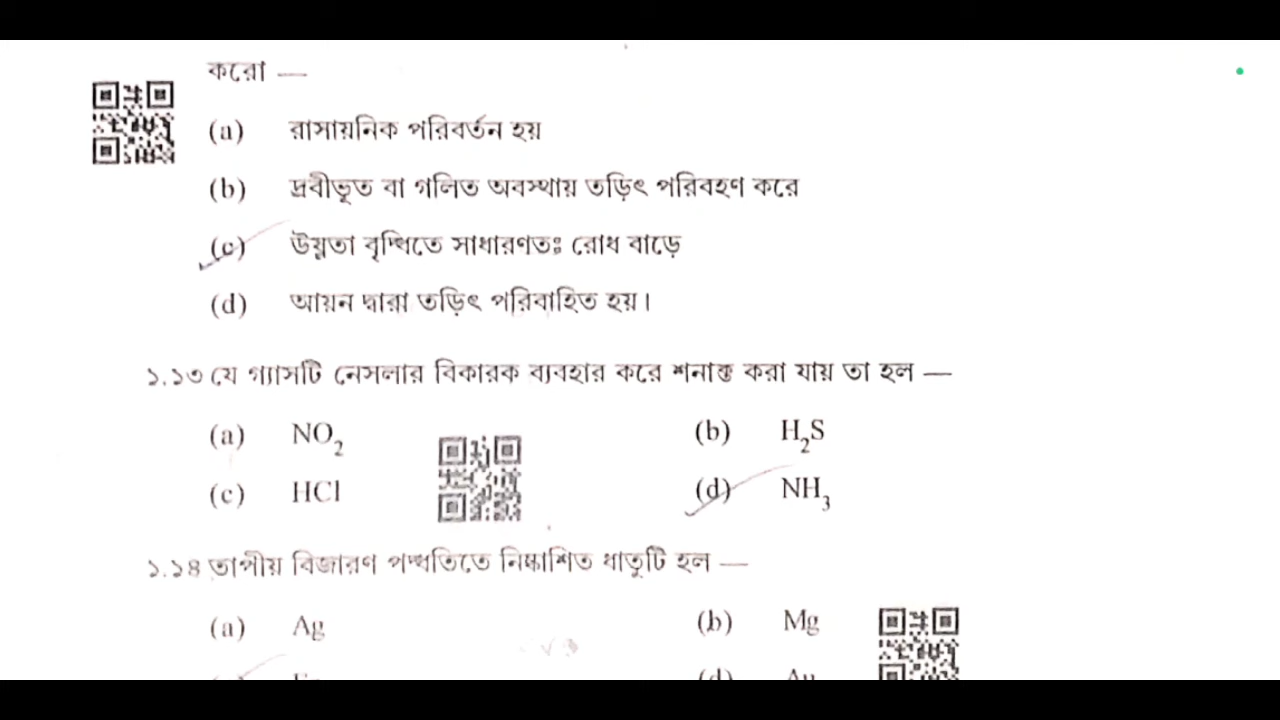 করো —
(a) রাসায়নিক পরিবর্তন হয়
(b) দ্রবীভূত বা গলিত অবস্থায় তড়িৎ পরিবহণ করে
(c) উষ্ণতা বৃদ্ধিতে সাধারণতঃ রোধ বাড়ে
(d) আয়ন দ্বারা তড়িৎ পরিবাহিত হয়।
১.১৩ যে গ্যাসটি নেসলার বিকারক ব্যবহার করে শনাক্ত করা যায় তা হল —
(a) NO₂ (b) H₂S
(c) HCl (d) NH₃
১.১৪ তাপীয় বিজারণ পদ্ধতিতে নিষ্কাশিত ধাতুটি হল —
(a) Ag (b) Mg
(d) Au